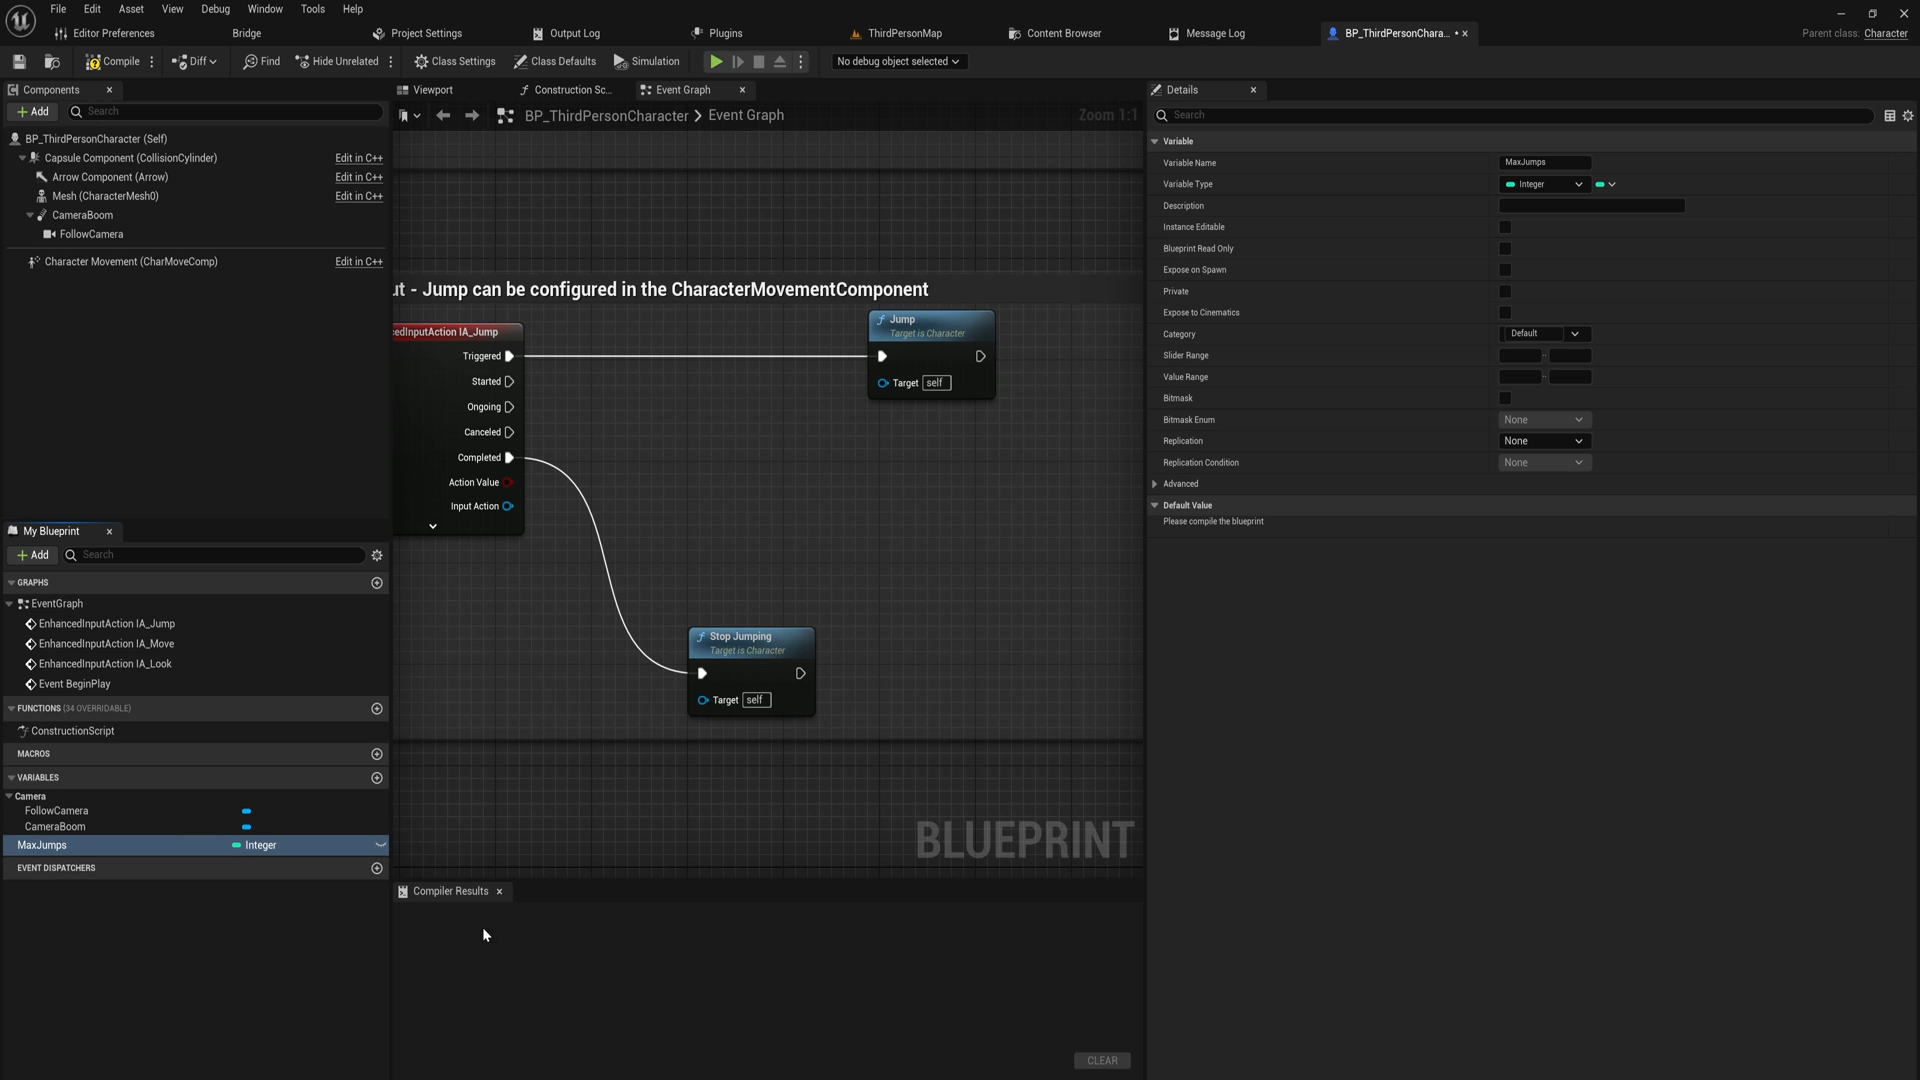 File Edit Asset View Debug Window Tools Help
Editor Preferences Bridge Project Settings Output Log Plugins ThirdPersonMap Content Browser Message Log BP_ThirdPersonChara... Parent class: Character
Compile Diff Find Hide Unrelated Class Settings Class Defaults Simulation No debug object selected
Components
Add Search
BP_ThirdPersonCharacter (Self)
Capsule Component (CollisionCylinder) Edit in C++
Arrow Component (Arrow) Edit in C++
Mesh (CharacterMesh0) Edit in C++
CameraBoom
FollowCamera
Character Movement (CharMoveComp) Edit in C++
My Blueprint
Add Search
GRAPHS
EventGraph
EnhancedInputAction IA_Jump
EnhancedInputAction IA_Move
EnhancedInputAction IA_Look
Event BeginPlay
FUNCTIONS (34 OVERRIDABLE)
ConstructionScript
MACROS
VARIABLES
Camera
FollowCamera
CameraBoom
MaxJumps Integer
EVENT DISPATCHERS
Viewport Construction Sc... Event Graph
BP_ThirdPersonCharacter > Event Graph Zoom 1:1
ut - Jump can be configured in the CharacterMovementComponent
cedInputAction IA_Jump
Triggered
Started
Ongoing
Canceled
Completed
Action Value
Input Action
Jump
Target is Character
Target self
Stop Jumping
Target is Character
Target self
BLUEPRINT
Compiler Results
CLEAR
Details
Search
Variable
Variable Name MaxJumps
Variable Type Integer
Description
Instance Editable
Blueprint Read Only
Expose on Spawn
Private
Expose to Cinematics
Category Default
Slider Range
Value Range
Bitmask
Bitmask Enum None
Replication None
Replication Condition None
Advanced
Default Value
Please compile the blueprint